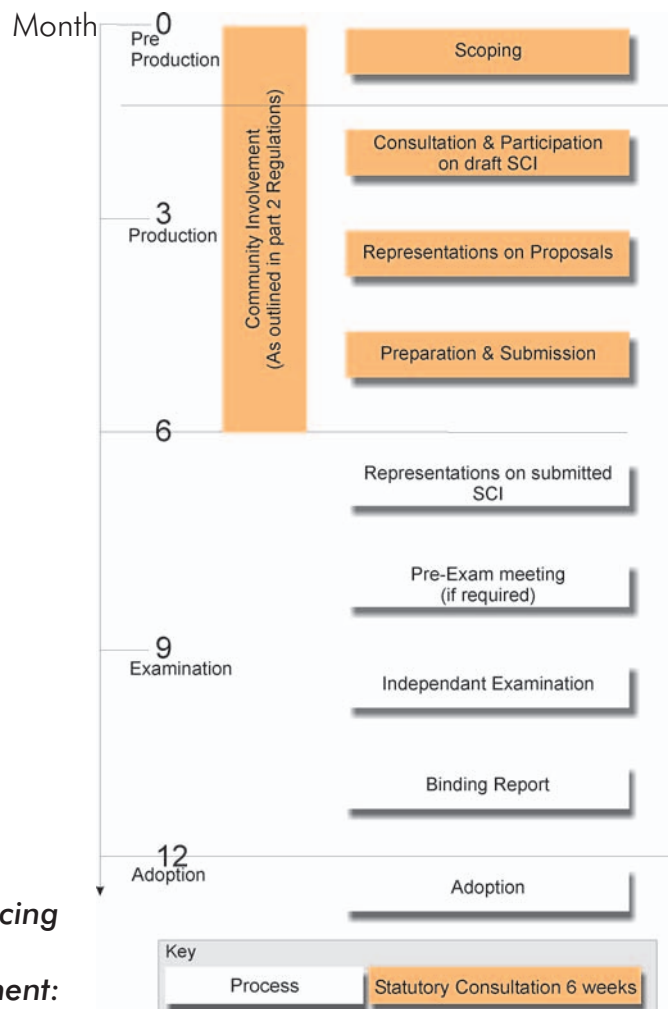 Month
0
Pre
Production
Scoping
Community Involvement
(As outlined in part 2 Regulations)
Consultation & Participation
on draft SCI
3
Production
Representations on Proposals
Preparation & Submission
6
Representations on submitted
SCI
Pre-Exam meeting
(if required)
9
Examination
Independant Examination
Binding Report
12
Adoption
Adoption
cing
nent:
Key
Process
Statutory Consultation 6 weeks